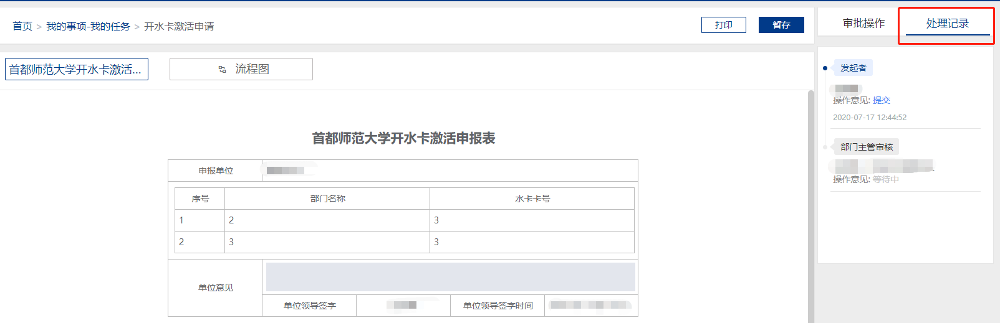 首页 > 我的事项-我的任务 > 开水卡激活申请
打印
暂存
审批操作
处理记录
首都师范大学开水卡激活...
流程图
首都师范大学开水卡激活申报表
申报单位
序号 部门名称 水卡卡号
1 2 3
2 3 3
单位意见
单位领导签字 单位领导签字时间
发起者
操作意见: 提交
2020-07-17 12:44:52
部门主管审核
操作意见: 等待中